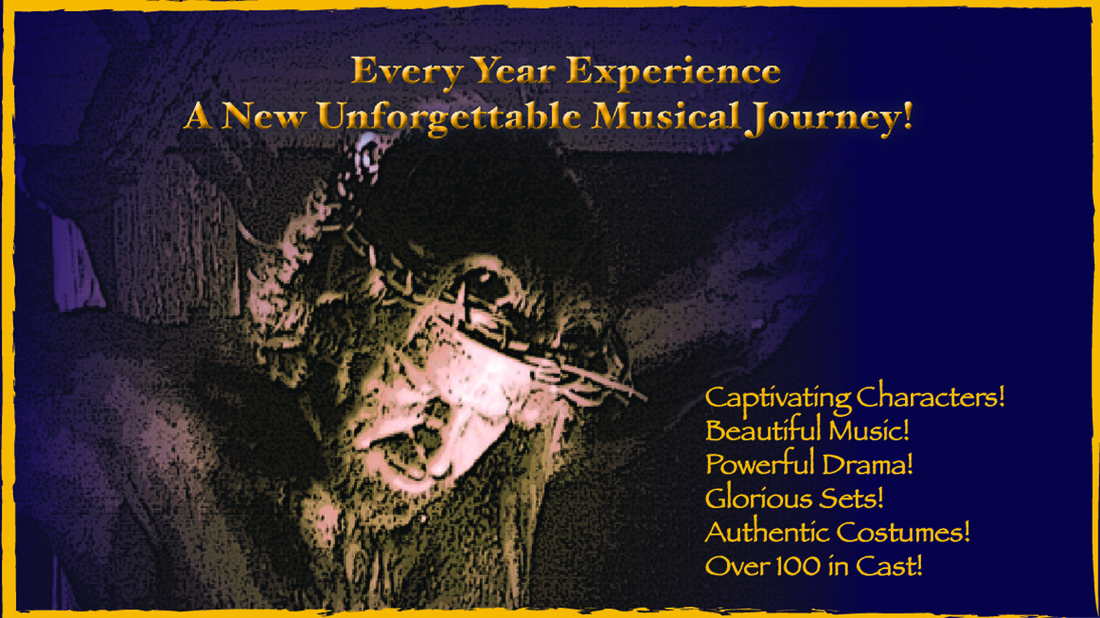 Every Year Experience
A New Unforgettable Musical Journey!
Captivating Characters!
Beautiful Music!
Powerful Drama!
Glorious Sets!
Authentic Costumes!
Over 100 in Cast!